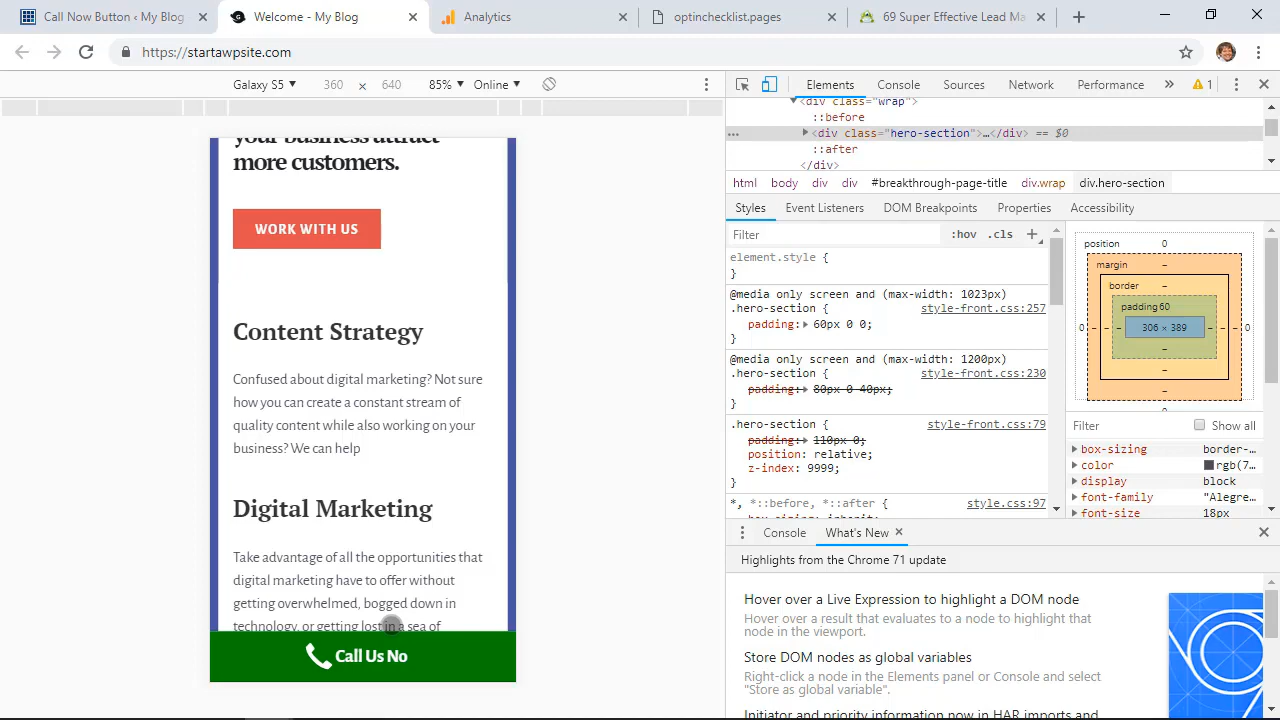 Call Now Button ‹ My Blog
Welcome - My Blog
Analytics
optinchecklist.pages
69 Super Effective Lead Ma
https://startawpsite.com
Galaxy S5 ▼ 360 x 640 85% ▼ Online ▼
Elements Console Sources Network Performance » 1
<div class="wrap">
::before
... <div class="hero-section">…</div> == $0
::after
</div>
html body div div #breakthrough-page-title div.wrap div.hero-section
Styles Event Listeners DOM Breakpoints Properties Accessibility
Filter :hov .cls +
element.style {
}
@media only screen and (max-width: 1023px)
.hero-section { style-front.css:257
padding: 60px 0 0;
}
@media only screen and (max-width: 1200px)
.hero-section { style-front.css:230
padding: 80px 0 40px;
}
.hero-section { style-front.css:79
padding: 110px 0;
position: relative;
z-index: 9999;
}
*, *::before, *::after { style.css:97
position 0
margin –
border –
padding 60
0 – – 306 × 389 – – 0
–
–
–
Filter Show all
box-sizing border-…
color rgb(7…
display block
font-family "Alegre…
font-size 18px
your business attract
more customers.
WORK WITH US
Content Strategy
Confused about digital marketing? Not sure
how you can create a constant stream of
quality content while also working on your
business? We can help
Digital Marketing
Take advantage of all the opportunities that
digital marketing have to offer without
getting overwhelmed, bogged down in
technology, or getting lost in a sea of
Call Us No
Console What's New
Highlights from the Chrome 71 update
Hover over a Live Expression to highlight a DOM node
Hover over a result that evaluates to a node to highlight that
node in the viewport.
Store DOM nodes as global variables
Right-click a node in the Elements panel or Console and select
"Store as global variable".
Initiator and priority information now in HAR imports and